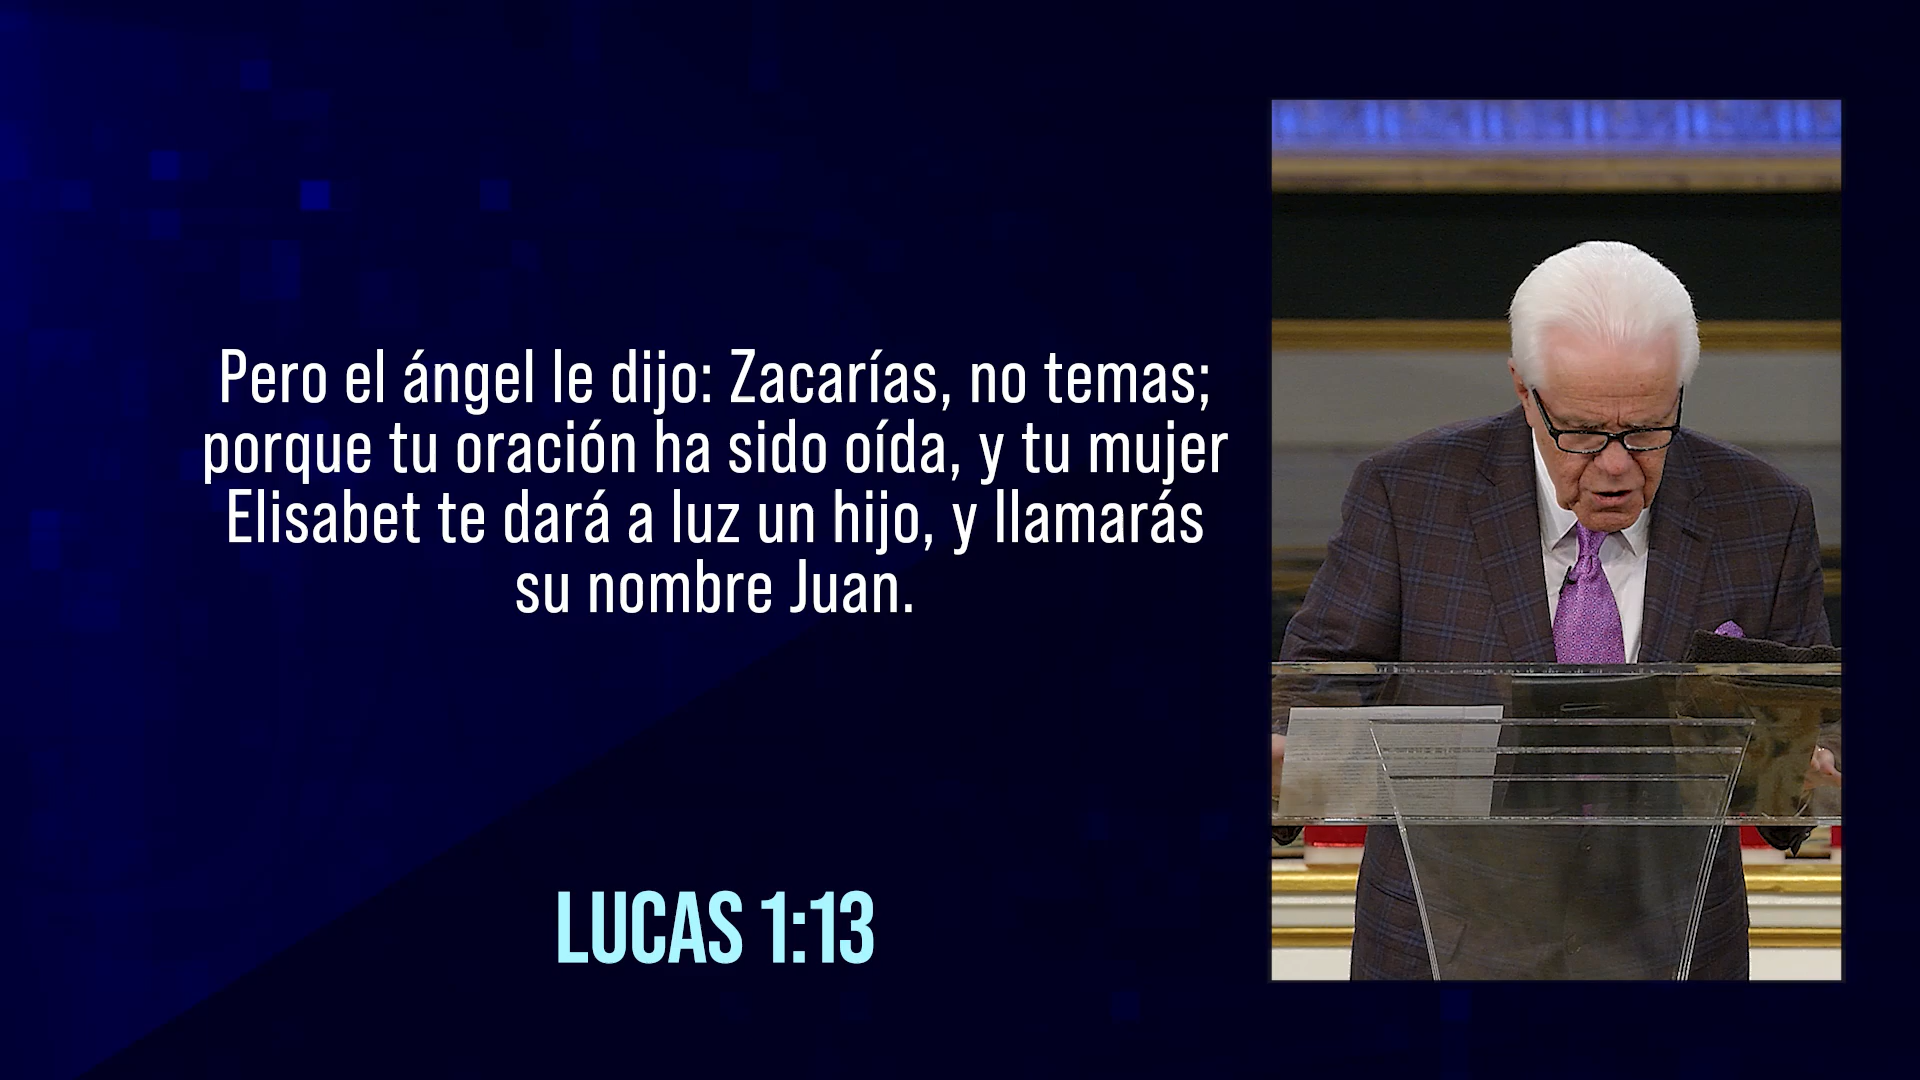 Pero el ángel le dijo: Zacarías, no temas;
porque tu oración ha sido oída, y tu mujer
Elisabet te dará a luz un hijo, y llamarás
su nombre Juan.
LUCAS 1:13